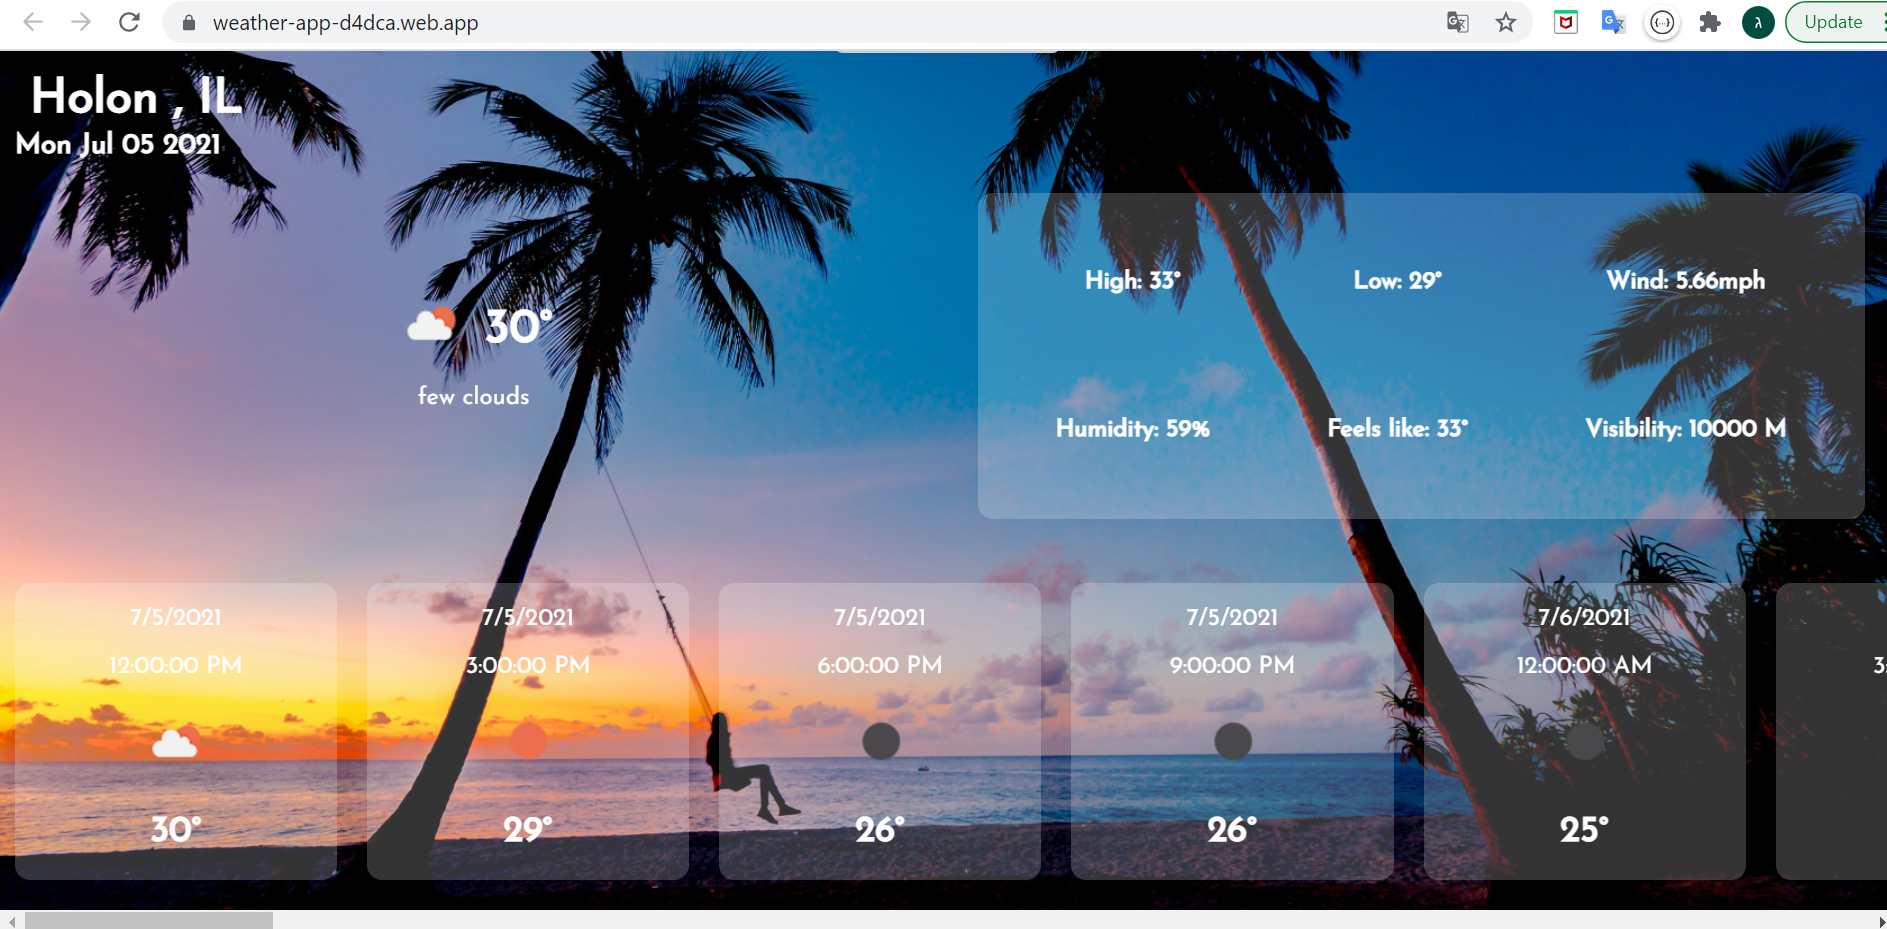 weather-app-d4dca.web.app
Update
Holon , IL
Mon Jul 05 2021
30°
few clouds
High: 33°
Low: 29°
Wind: 5.66mph
Humidity: 59%
Feels like: 33°
Visibility: 10000 M
7/5/2021
12:00:00 PM
30°
7/5/2021
3:00:00 PM
29°
7/5/2021
6:00:00 PM
26°
7/5/2021
9:00:00 PM
26°
7/6/2021
12:00:00 AM
25°
3: